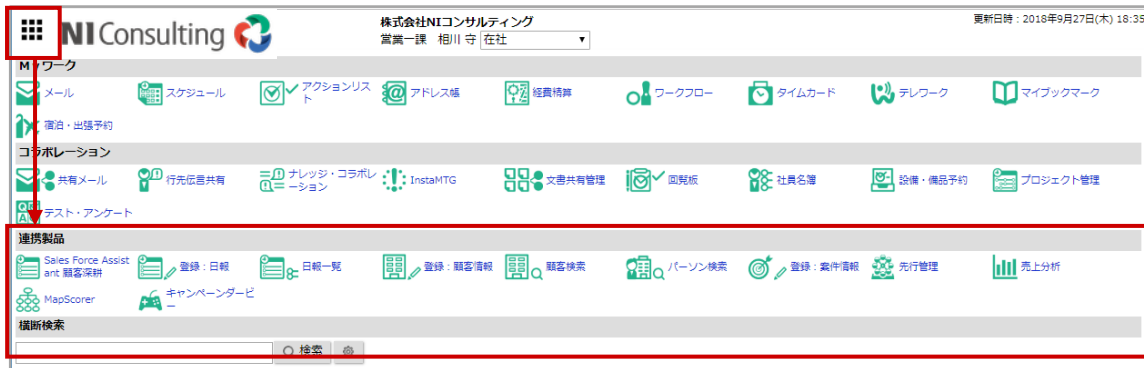 NI Consulting
株式会社NIコンサルティング
営業一課 相川 守 在社
更新日時：2018年9月27日(木) 18:35
Myワーク
メール スケジュール アクションリスト アドレス帳 経費精算 ワークフロー タイムカード テレワーク マイブックマーク
宿泊・出張予約
コラボレーション
共有メール 行先伝言共有 ナレッジ・コラボレーション InstaMTG 文書共有管理 回覧板 社員名簿 設備・備品予約 プロジェクト管理
テスト・アンケート
連携製品
Sales Force Assistant 顧客深耕 登録：日報 日報一覧 登録：顧客情報 顧客検索 パーソン検索 登録：案件情報 先行管理 売上分析
MapScorer キャンペーンダービー
横断検索
検索